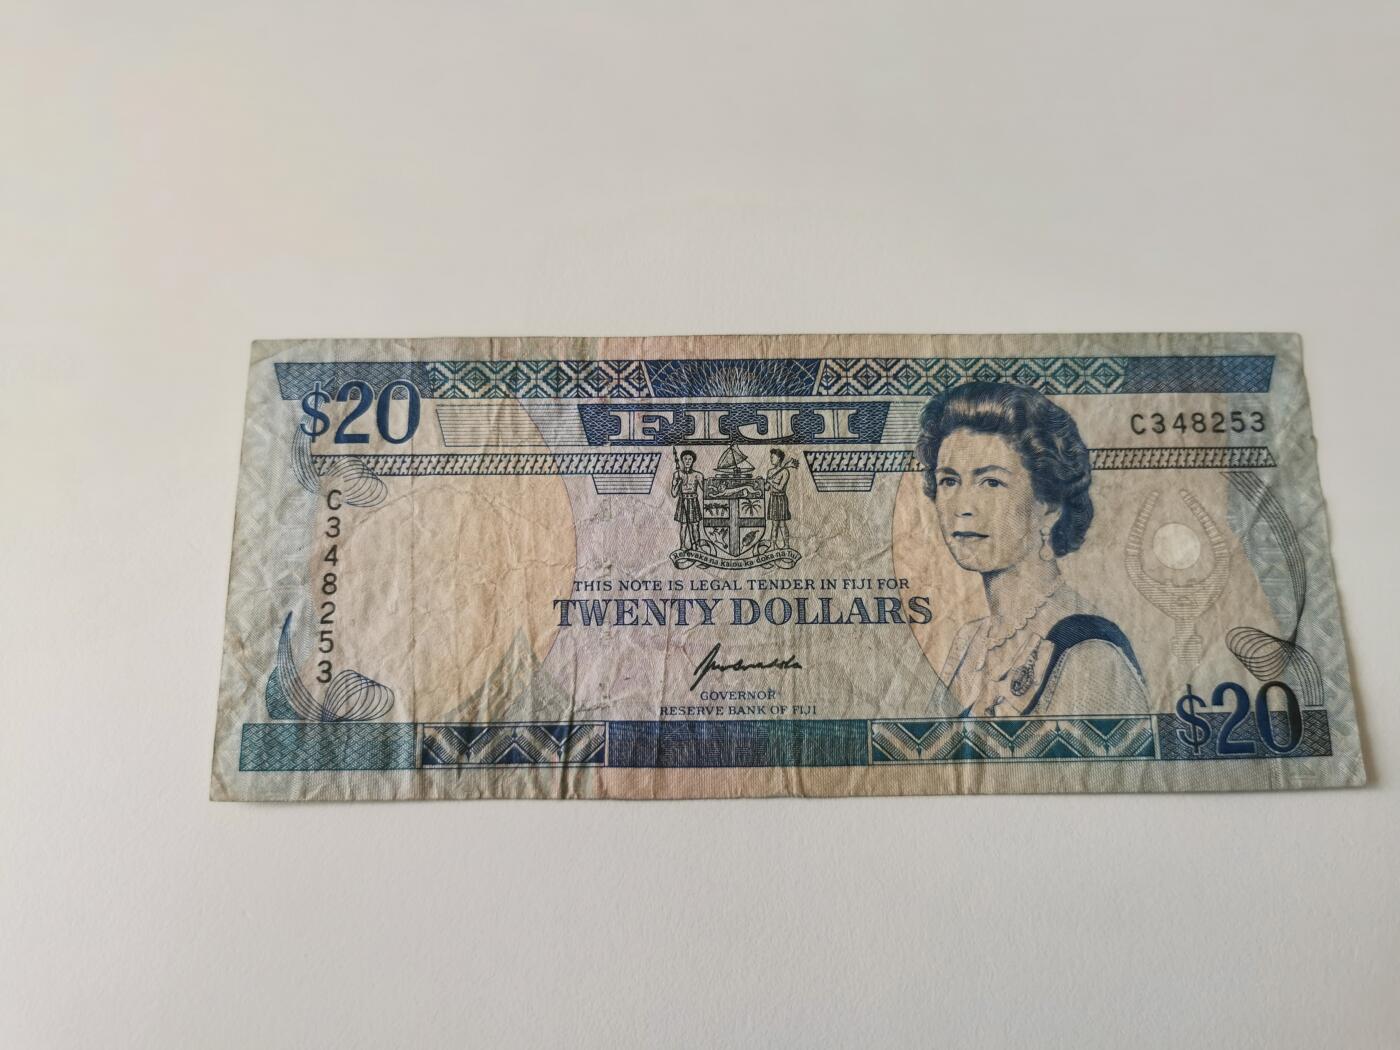 $20
FIJI
C348253
C348253
Rerevaka na Kalou ka doka na Tui
THIS NOTE IS LEGAL TENDER IN FIJI FOR
TWENTY DOLLARS
GOVERNOR
RESERVE BANK OF FIJI
$20